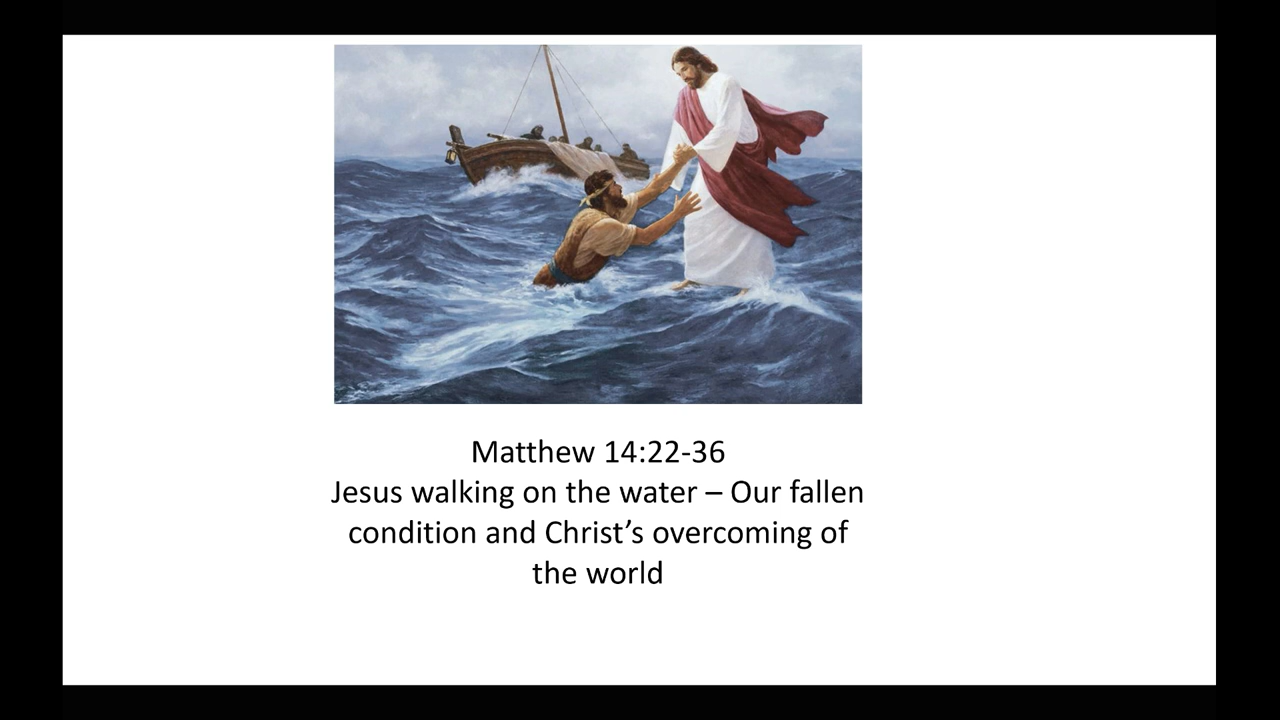 Matthew 14:22-36
Jesus walking on the water – Our fallen
condition and Christ’s overcoming of
the world